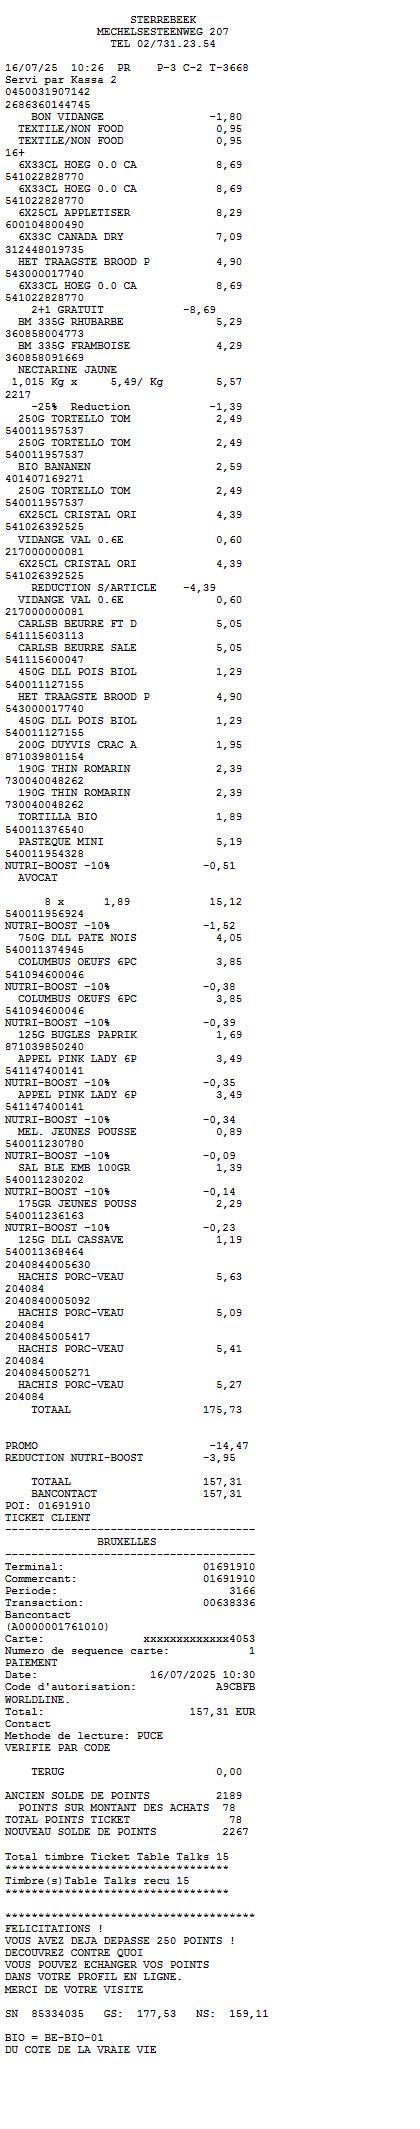 STERREBEEK
MECHELSESTEENWEG 207
TEL 02/731.23.54
16/07/25 10:26 PR P-3 C-2 T-3668
Servi par Kassa 2
0450031907142
2686360144745
BON VIDANGE -1,80
TEXTILE/NON FOOD 0,95
TEXTILE/NON FOOD 0,95
16+
6X33CL HOEG 0.0 CA 8,69
541022828770
6X33CL HOEG 0.0 CA 8,69
541022828770
6X25CL APPLETISER 8,29
600104800490
6X33C CANADA DRY 7,09
312448019735
HET TRAAGSTE BROOD P 4,90
543000017740
6X33CL HOEG 0.0 CA 8,69
541022828770
2+1 GRATUIT -8,69
BM 335G RHUBARBE 5,29
360858004773
BM 335G FRAMBOISE 4,29
360858091669
NECTARINE JAUNE
1,015 Kg x 5,49/ Kg 5,57
2217
-25% Reduction -1,39
250G TORTELLO TOM 2,49
540011957537
250G TORTELLO TOM 2,49
540011957537
BIO BANANEN 2,59
401407169271
250G TORTELLO TOM 2,49
540011957537
6X25CL CRISTAL ORI 4,39
541026392525
VIDANGE VAL 0.6E 0,60
217000000081
6X25CL CRISTAL ORI 4,39
541026392525
REDUCTION S/ARTICLE -4,39
VIDANGE VAL 0.6E 0,60
217000000081
CARLSB BEURRE FT D 5,05
541115603113
CARLSB BEURRE SALE 5,05
541115600047
450G DLL POIS BIOL 1,29
540011127155
HET TRAAGSTE BROOD P 4,90
543000017740
450G DLL POIS BIOL 1,29
540011127155
200G DUYVIS CRAC A 1,95
871039801154
190G THIN ROMARIN 2,39
730040048262
190G THIN ROMARIN 2,39
730040048262
TORTILLA BIO 1,89
540011376540
PASTEQUE MINI 5,19
540011954328
NUTRI-BOOST -10% -0,51
AVOCAT
8 x 1,89 15,12
540011956924
NUTRI-BOOST -10% -1,52
750G DLL PATE NOIS 4,05
540011374945
COLUMBUS OEUFS 6PC 3,85
541094600046
NUTRI-BOOST -10% -0,38
COLUMBUS OEUFS 6PC 3,85
541094600046
NUTRI-BOOST -10% -0,39
125G BUGLES PAPRIK 1,69
871039850240
APPEL PINK LADY 6P 3,49
541147400141
NUTRI-BOOST -10% -0,35
APPEL PINK LADY 6P 3,49
541147400141
NUTRI-BOOST -10% -0,34
MEL. JEUNES POUSSE 0,89
540011230780
NUTRI-BOOST -10% -0,09
SAL BLE EMB 100GR 1,39
540011230202
NUTRI-BOOST -10% -0,14
175GR JEUNES POUSS 2,29
540011236163
NUTRI-BOOST -10% -0,23
125G DLL CASSAVE 1,19
540011368464
2040844005630
HACHIS PORC-VEAU 5,63
204084
2040840005092
HACHIS PORC-VEAU 5,09
204084
2040845005417
HACHIS PORC-VEAU 5,41
204084
2040845005271
HACHIS PORC-VEAU 5,27
204084
TOTAAL 175,73
PROMO -14,47
REDUCTION NUTRI-BOOST -3,95
TOTAAL 157,31
BANCONTACT 157,31
POI: 01691910
TICKET CLIENT
--------------------------------------
BRUXELLES
--------------------------------------
Terminal: 01691910
Commercant: 01691910
Periode: 3166
Transaction: 00638336
Bancontact
(A0000001761010)
Carte: xxxxxxxxxxxxx4053
Numero de sequence carte: 1
PAIEMENT
Date: 16/07/2025 10:30
Code d'autorisation: A9CBFB
WORLDLINE.
Total: 157,31 EUR
Contact
Methode de lecture: PUCE
VERIFIE PAR CODE
TERUG 0,00
ANCIEN SOLDE DE POINTS 2189
POINTS SUR MONTANT DES ACHATS 78
TOTAL POINTS TICKET 78
NOUVEAU SOLDE DE POINTS 2267
Total timbre Ticket Table Talks 15
**********************************
Timbre(s)Table Talks recu 15
**********************************
**************************************
FELICITATIONS !
VOUS AVEZ DEJA DEPASSE 250 POINTS !
DECOUVREZ CONTRE QUOI
VOUS POUVEZ ECHANGER VOS POINTS
DANS VOTRE PROFIL EN LIGNE.
MERCI DE VOTRE VISITE
SN 85334035 GS: 177,53 NS: 159,11
BIO = BE-BIO-01
DU COTE DE LA VRAIE VIE